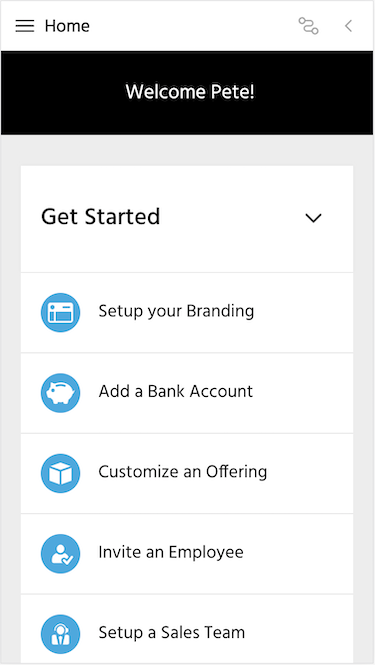 Home
Welcome Pete!
Get Started
Setup your Branding
Add a Bank Account
Customize an Offering
Invite an Employee
Setup a Sales Team